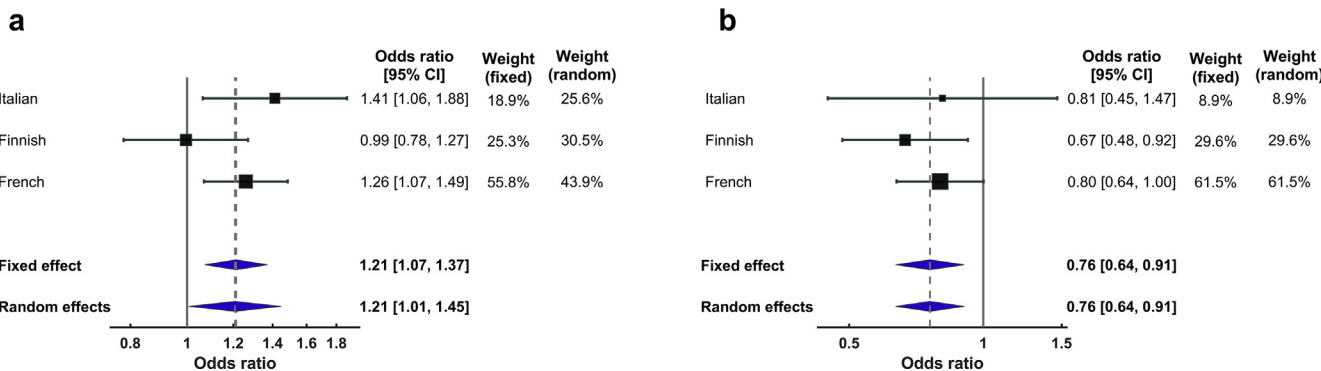 a
Odds ratio Weight Weight
[95% CI] (fixed) (random)
Italian 1.41 [1.06, 1.88] 18.9% 25.6%
Finnish 0.99 [0.78, 1.27] 25.3% 30.5%
French 1.26 [1.07, 1.49] 55.8% 43.9%
Fixed effect 1.21 [1.07, 1.37]
Random effects 1.21 [1.01, 1.45]
0.8 1 1.2 1.4 1.6 1.8
Odds ratio
b
Odds ratio Weight Weight
[95% CI] (fixed) (random)
Italian 0.81 [0.45, 1.47] 8.9% 8.9%
Finnish 0.67 [0.48, 0.92] 29.6% 29.6%
French 0.80 [0.64, 1.00] 61.5% 61.5%
Fixed effect 0.76 [0.64, 0.91]
Random effects 0.76 [0.64, 0.91]
0.5 1 1.5
Odds ratio